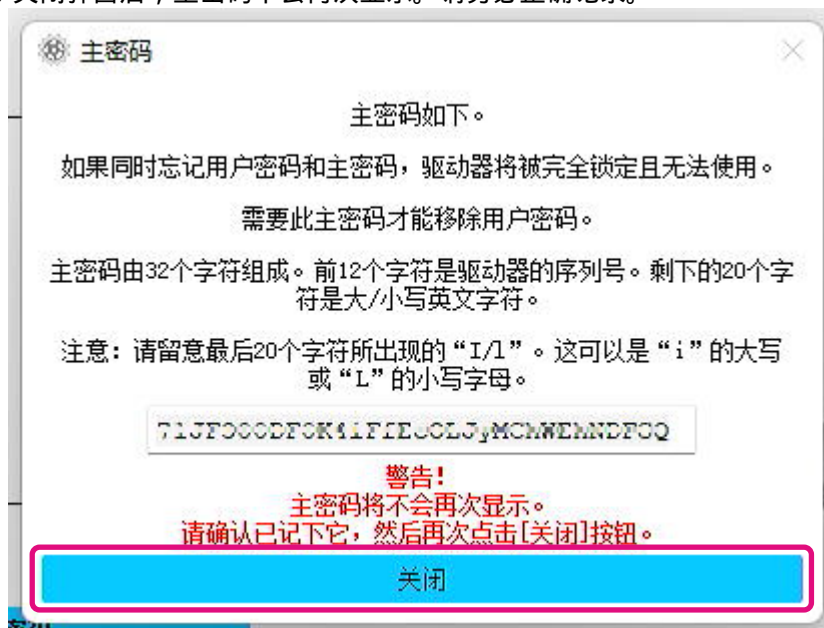 主密码
主密码如下。
如果同时忘记用户密码和主密码，驱动器将被完全锁定且无法使用。
需要此主密码才能移除用户密码。
主密码由32个字符组成。前12个字符是驱动器的序列号。剩下的20个字
符是大/小写英文字符。
注意：请留意最后20个字符所出现的“I/l”。这可以是“i”的大写
或“L”的小写字母。
警告！
主密码将不会再次显示。
请确认已记下它，然后再次点击[关闭]按钮。
关闭